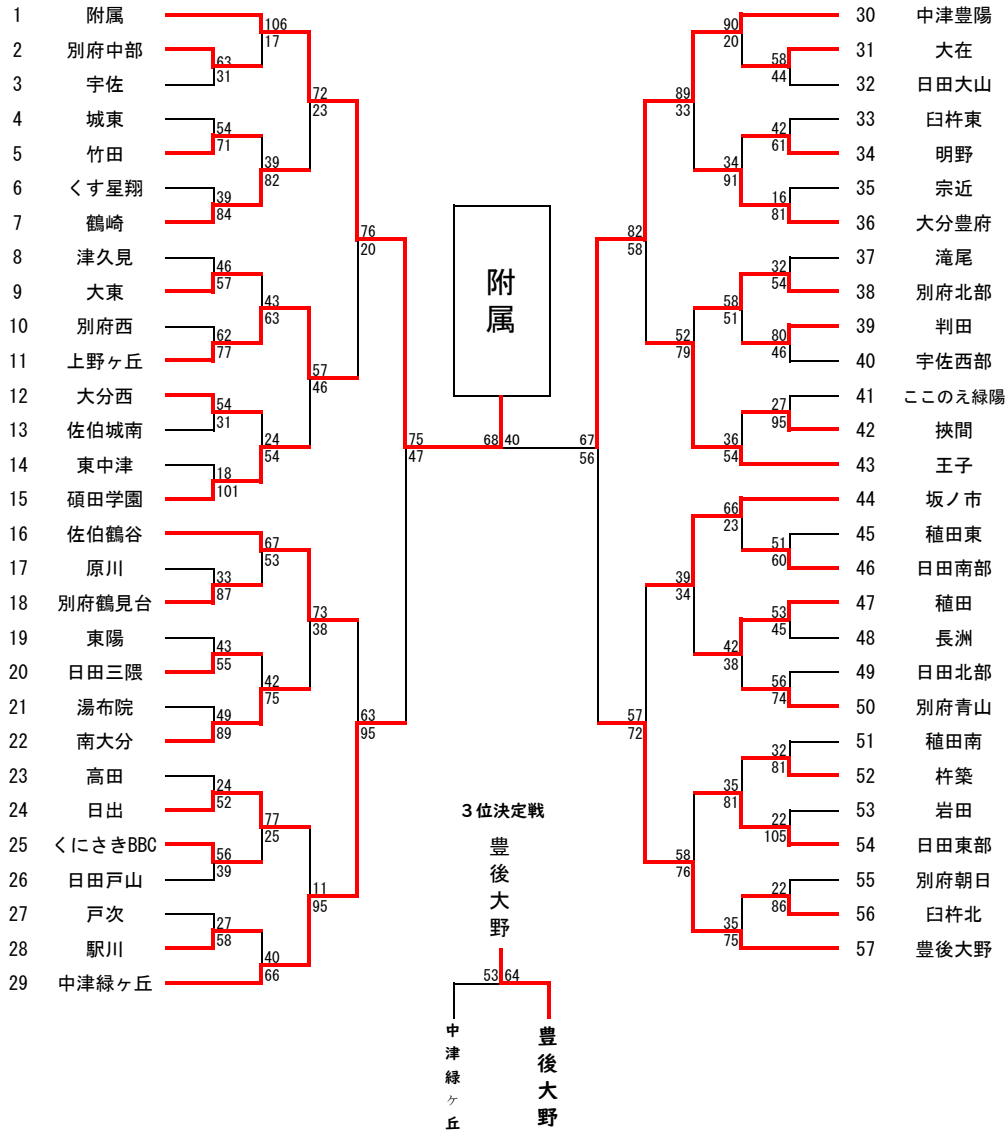 1 附属
2 別府中部
3 宇佐
4 城東
5 竹田
6 くす星翔
7 鶴崎
8 津久見
9 大東
10 別府西
11 上野ヶ丘
12 大分西
13 佐伯城南
14 東中津
15 碩田学園
16 佐伯鶴谷
17 原川
18 別府鶴見台
19 東陽
20 日田三隈
21 湯布院
22 南大分
23 高田
24 日出
25 くにさきBBC
26 日田戸山
27 戸次
28 駅川
29 中津緑ヶ丘
63
31
54
71
39
84
46
57
62
77
54
31
18
101
33
87
43
55
49
89
24
52
56
39
27
58
106
17
39
82
43
63
24
54
67
53
42
75
77
25
40
66
72
23
57
46
73
38
11
95
76
20
63
95
75
47
附属
68 40
67
56
82
58
57
72
89
33
52
79
39
34
58
76
90
20
34
91
58
51
36
54
66
23
42
38
35
81
35
75
58
44
42
61
16
81
32
54
80
46
27
95
51
60
53
45
56
74
32
81
22
105
22
86
30 中津豊陽
31 大在
32 日田大山
33 臼杵東
34 明野
35 宗近
36 大分豊府
37 滝尾
38 別府北部
39 判田
40 宇佐西部
41 ここのえ緑陽
42 挾間
43 王子
44 坂ノ市
45 稙田東
46 日田南部
47 稙田
48 長洲
49 日田北部
50 別府青山
51 稙田南
52 杵築
53 岩田
54 日田東部
55 別府朝日
56 臼杵北
57 豊後大野
３位決定戦
豊後大野
53 64
中津緑ヶ丘
豊後大野